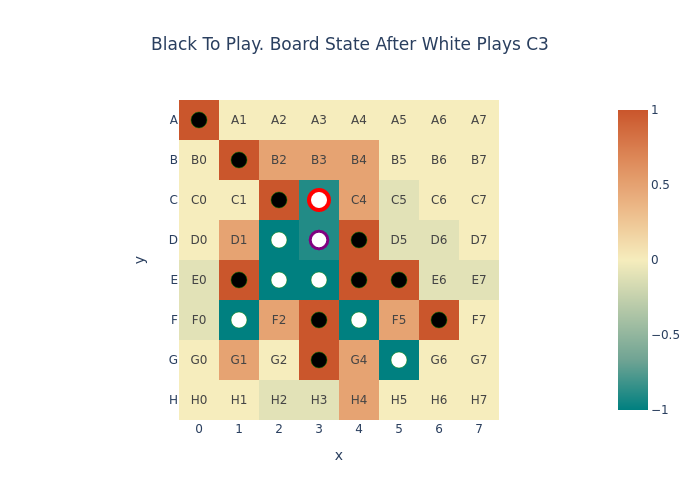 Black To Play. Board State After White Plays C3
A A1 A2 A3 A4 A5 A6 A7
B B0 B2 B3 B4 B5 B6 B7
C C0 C1 C4 C5 C6 C7
D D0 D1 D5 D6 D7
E E0 E6 E7
F F0 F2 F5 F7
G G0 G1 G2 G4 G6 G7
H H0 H1 H2 H3 H4 H5 H6 H7
0 1 2 3 4 5 6 7
x
y
1
0.5
0
−0.5
−1